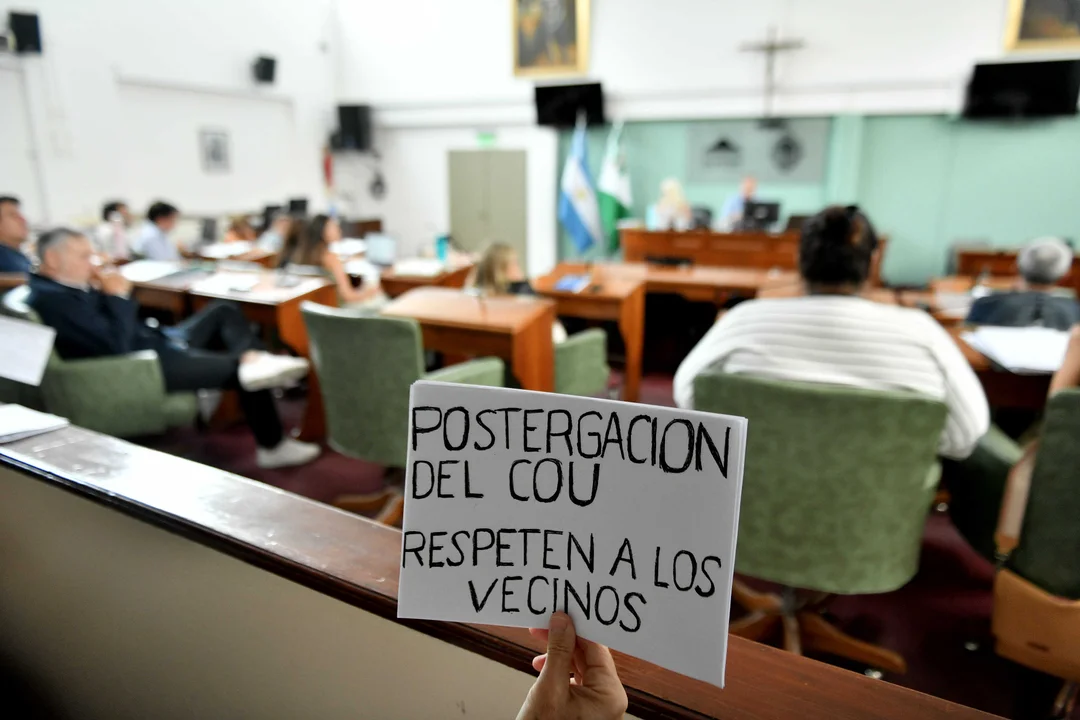 POSTERGACION
DEL COU
RESPETEN A LOS
VECINOS